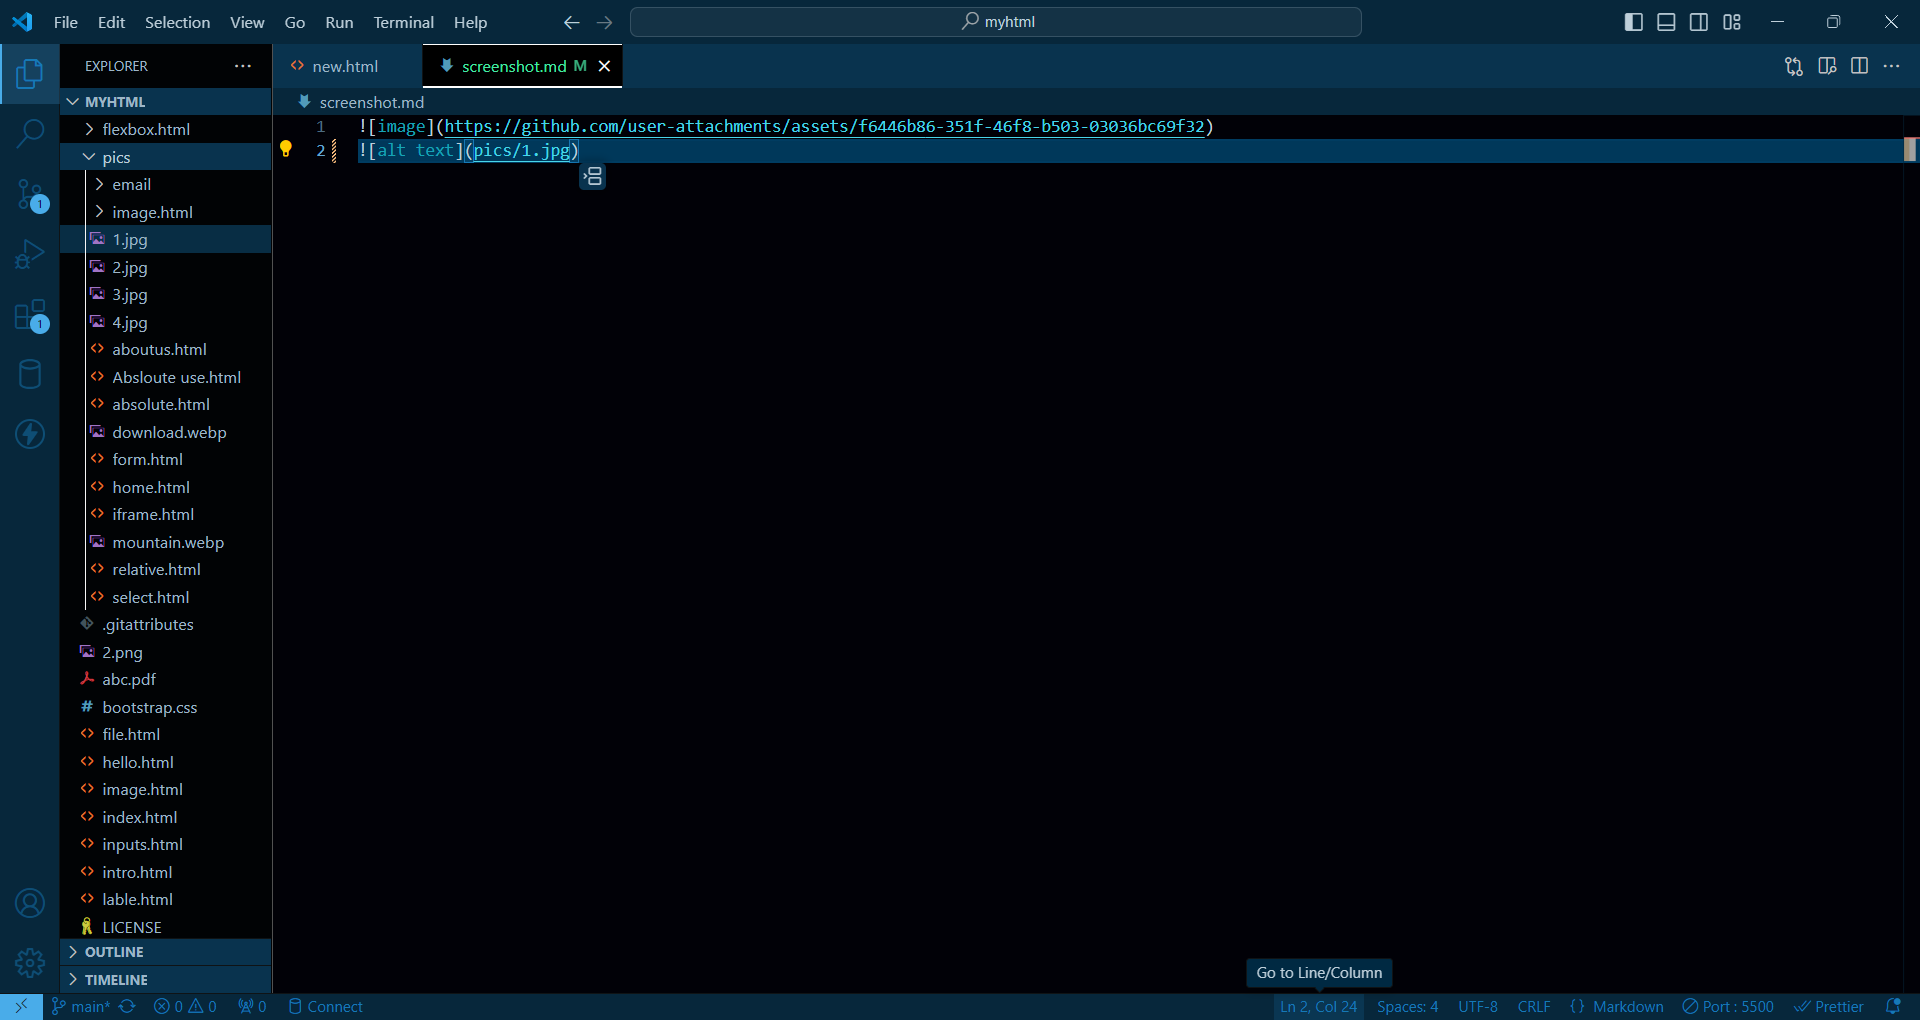 File Edit Selection View Go Run Terminal Help
myhtml
EXPLORER
new.html
screenshot.md M
MYHTML
screenshot.md
flexbox.html
pics
email
image.html
1.jpg
2.jpg
3.jpg
4.jpg
aboutus.html
Absloute use.html
absolute.html
download.webp
form.html
home.html
iframe.html
mountain.webp
relative.html
select.html
.gitattributes
2.png
abc.pdf
bootstrap.css
file.html
hello.html
image.html
index.html
inputs.html
intro.html
lable.html
LICENSE
OUTLINE
TIMELINE
1 ![image](https://github.com/user-attachments/assets/f6446b86-351f-46f8-b503-03036bc69f32)
2 ![alt text](pics/1.jpg)
1
1
Go to Line/Column
main* 0 0 0 Connect
Ln 2, Col 24 Spaces: 4 UTF-8 CRLF {} Markdown Port : 5500 Prettier